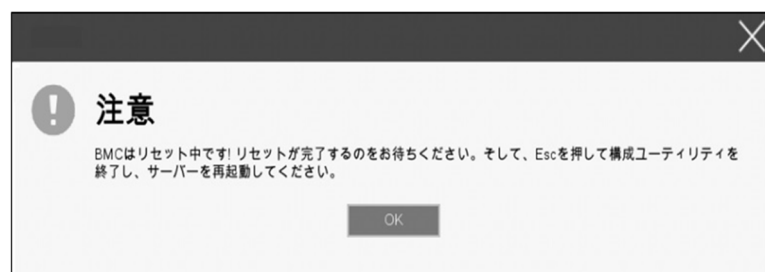 注意
BMCはリセット中です! リセットが完了するのをお待ちください。そして、Escを押して構成ユーティリティを
終了し、サーバーを再起動してください。
OK